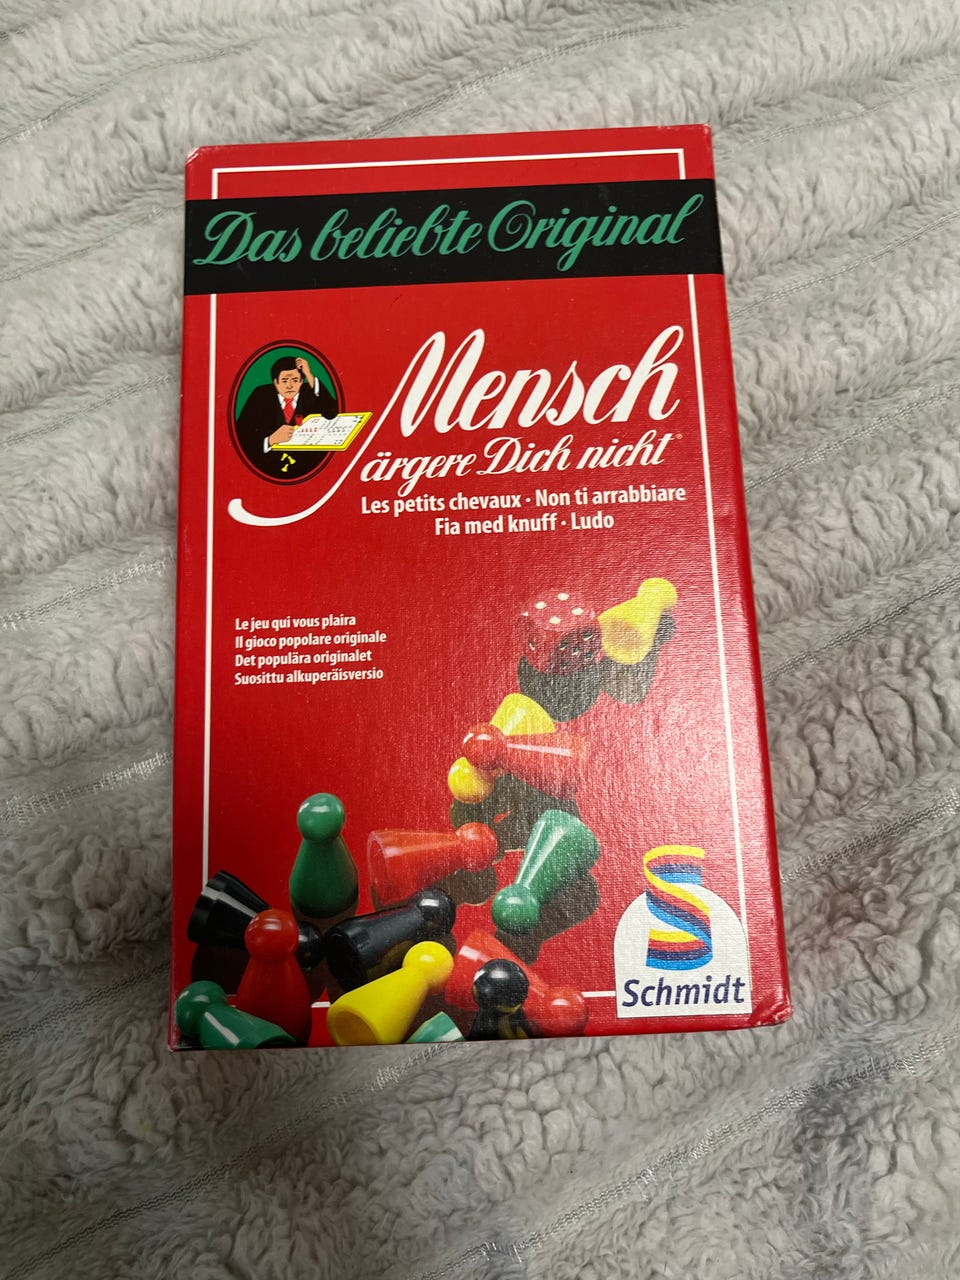 Das beliebte Original
Mensch
ärgere Dich nicht®
Les petits chevaux · Non ti arrabbiare
Fia med knuff · Ludo
Le jeu qui vous plaira
Il gioco popolare originale
Det populära originalet
Suosittu alkuperäisversio
Schmidt